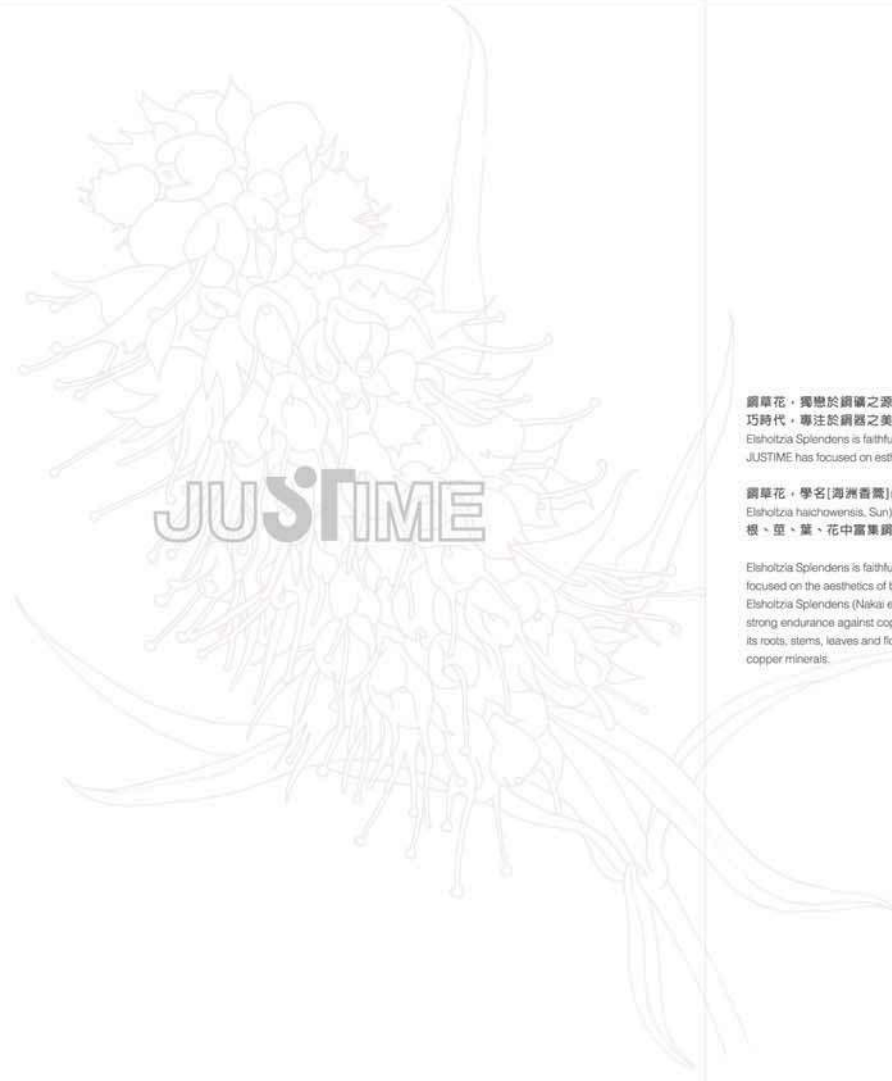 JUSTIME
銅草花，獨戀於銅礦之源
巧時代，專注於銅器之美
Elsholtzia Splendens is faithfu
JUSTIME has focused on esth
銅草花，學名[海洲香薷]
Elsholtzia haichowensis, Sun)
根、莖、葉、花中富集銅
Elsholtzia Splendens is faithfu
focused on the aesthetics of b
Elsholtzia Splendens (Nakai e
strong endurance against cop
its roots, stems, leaves and flo
copper minerals.